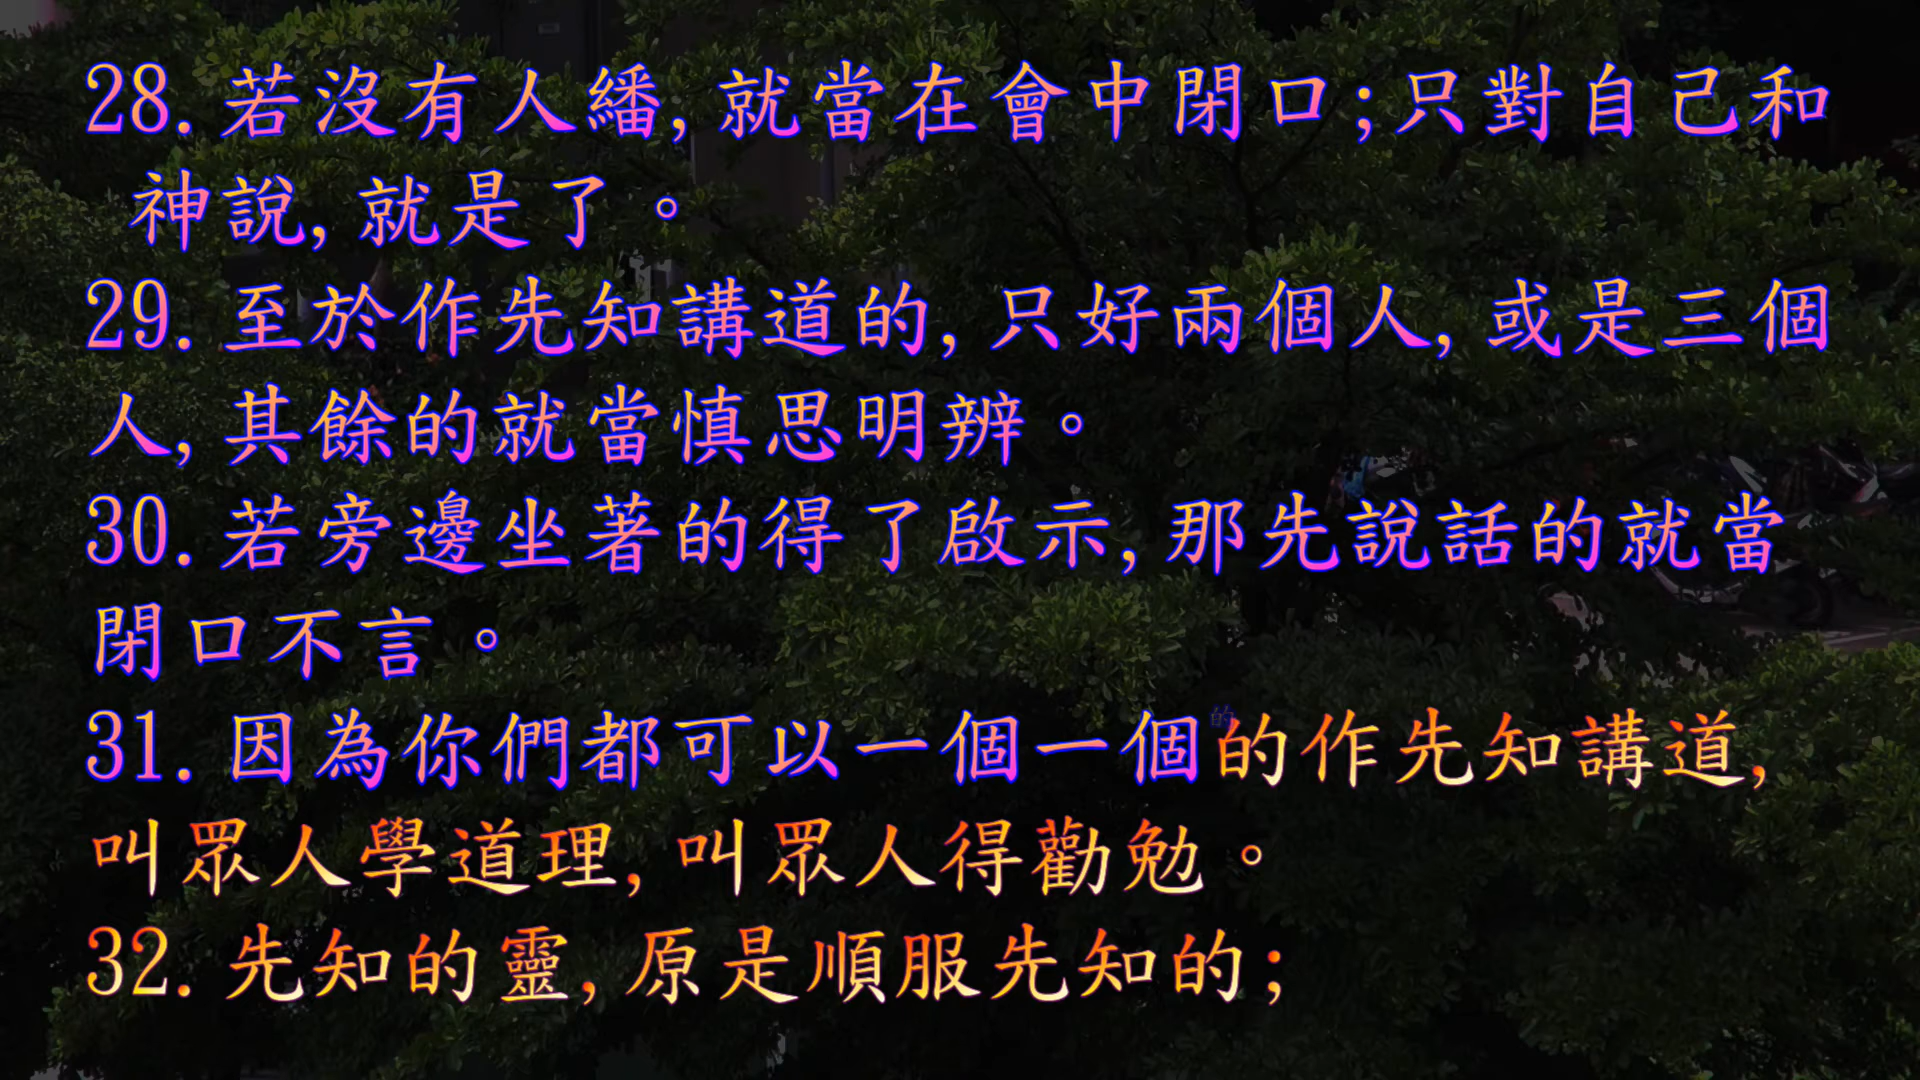 28. 若沒有人繙, 就當在會中閉口; 只對自己和
神說, 就是了。
29. 至於作先知講道的, 只好兩個人, 或是三個
人, 其餘的就當慎思明辨。
30. 若旁邊坐著的得了啟示, 那先說話的就當
閉口不言。
31. 因為你們都可以一個一個的作先知講道,
叫眾人學道理, 叫眾人得勸勉。
32. 先知的靈, 原是順服先知的;